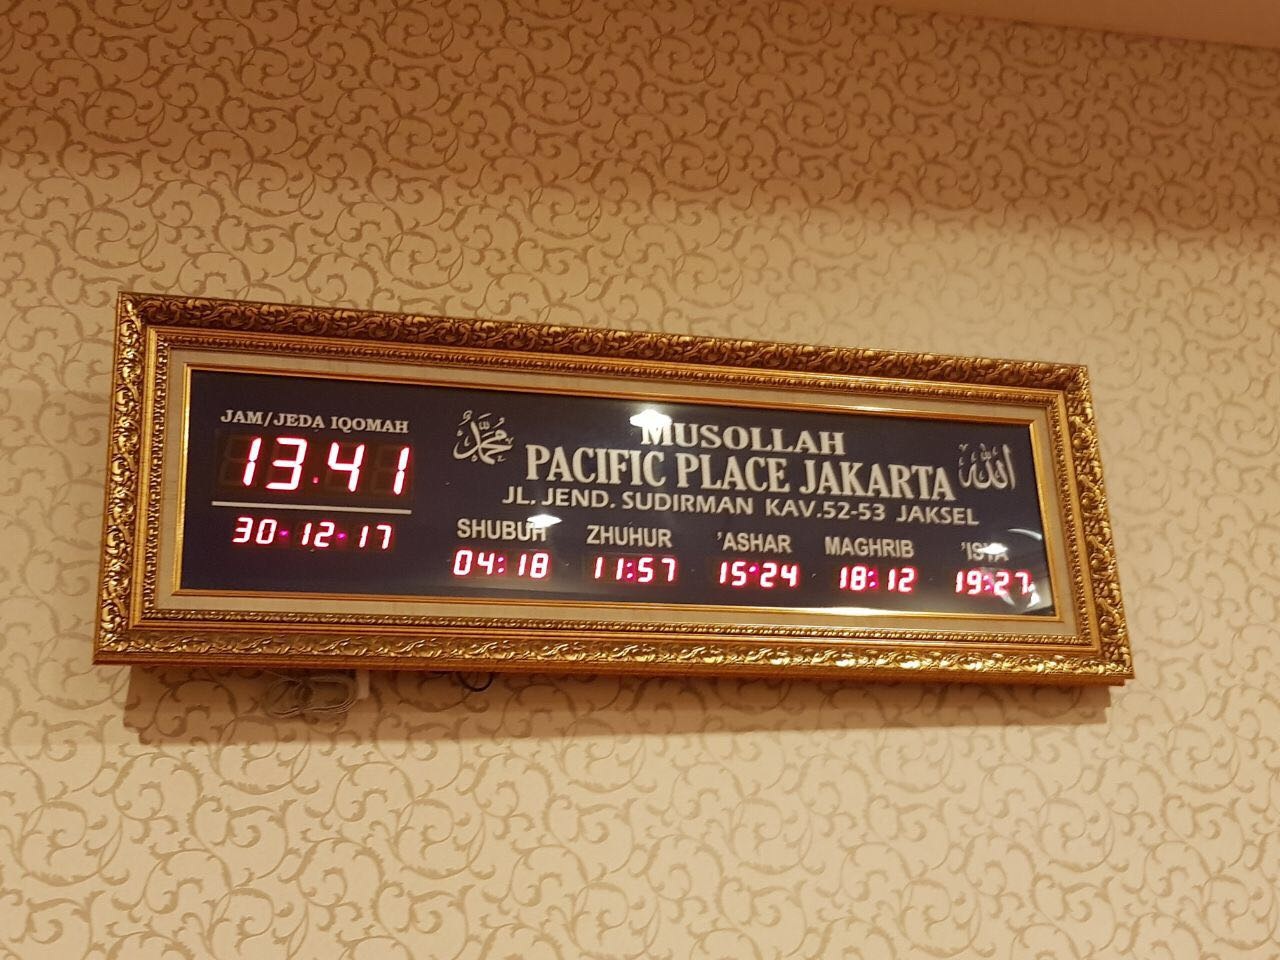 JAM/JEDA IQOMAH
13.41
30-12-17
محمد
MUSOLLAH
الله
PACIFIC PLACE JAKARTA
JL. JEND. SUDIRMAN KAV.52-53 JAKSEL
SHUBUH ZHUHUR 'ASHAR MAGHRIB 'ISYA
04:18 11:57 15:24 18:12 19:27